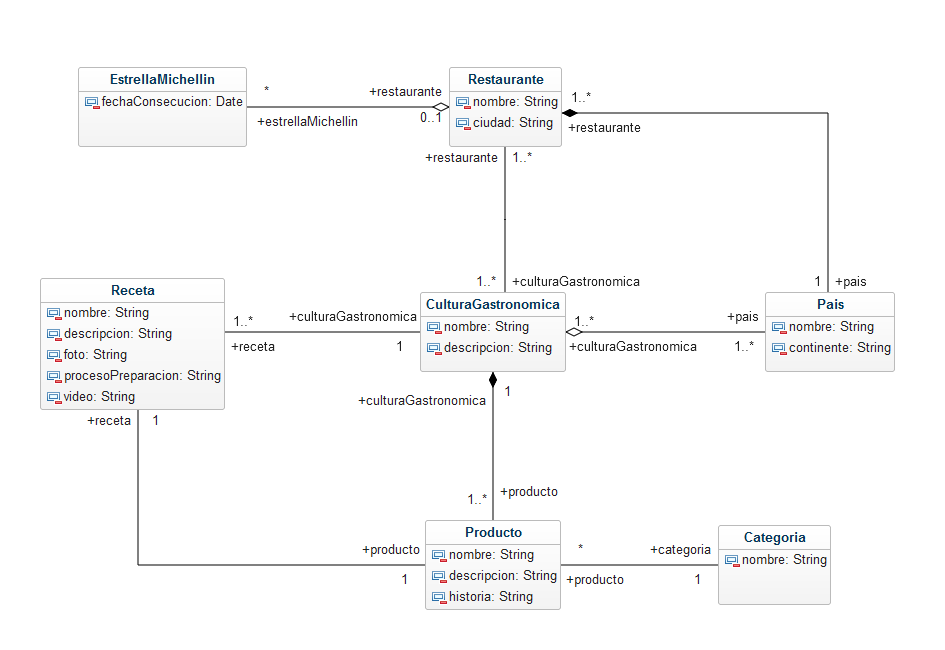 EstrellaMichellin
fechaConsecucion: Date
*
+estrellaMichellin
+restaurante
0..1
Restaurante
nombre: String
ciudad: String
1..*
+restaurante
+restaurante
1..*
1..*
+culturaGastronomica
1
+pais
Receta
nombre: String
descripcion: String
foto: String
procesoPreparacion: String
video: String
1..*
+receta
+culturaGastronomica
1
CulturaGastronomica
nombre: String
descripcion: String
1..*
+culturaGastronomica
+pais
1..*
Pais
nombre: String
continente: String
+culturaGastronomica
1
+receta
1
1..*
+producto
+producto
1
Producto
nombre: String
descripcion: String
historia: String
*
+producto
+categoria
1
Categoria
nombre: String